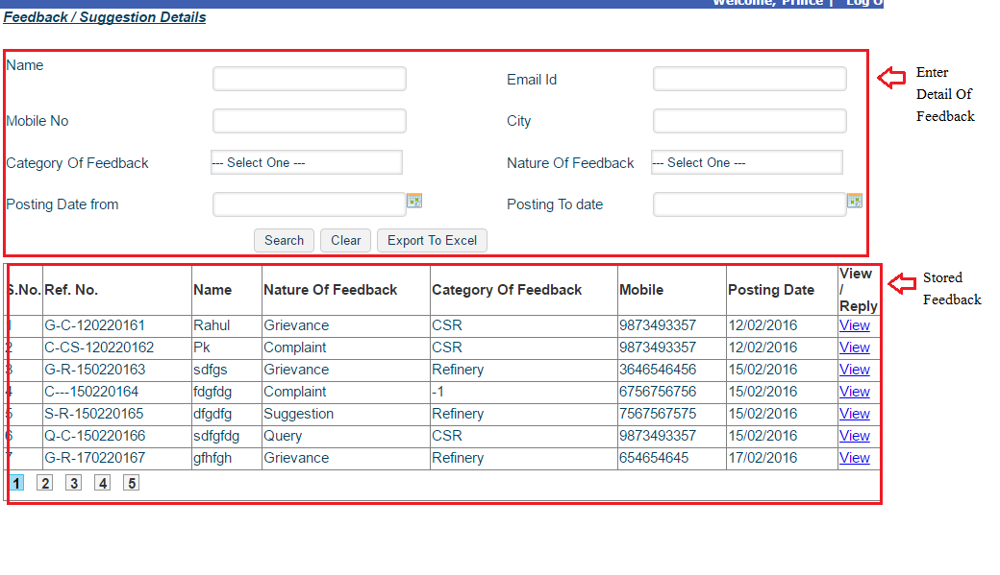 Welcome, Prince | Log O
Feedback / Suggestion Details
Name
Email Id
Enter
Detail Of
Feedback
Mobile No
City
Category Of Feedback --- Select One ---
Nature Of Feedback --- Select One ---
Posting Date from
Posting To date
Search Clear Export To Excel
Stored
Feedback
S.No. Ref. No. Name Nature Of Feedback Category Of Feedback Mobile Posting Date View / Reply
1 G-C-120220161 Rahul Grievance CSR 9873493357 12/02/2016 View
2 C-CS-120220162 Pk Complaint CSR 9873493357 12/02/2016 View
3 G-R-150220163 sdfgs Grievance Refinery 3646546456 15/02/2016 View
4 C---150220164 fdgfdg Complaint -1 6756756756 15/02/2016 View
5 S-R-150220165 dfgdfg Suggestion Refinery 7567567575 15/02/2016 View
6 Q-C-150220166 sdfgfdg Query CSR 9873493357 15/02/2016 View
7 G-R-170220167 gfhfgh Grievance Refinery 654654645 17/02/2016 View
1 2 3 4 5